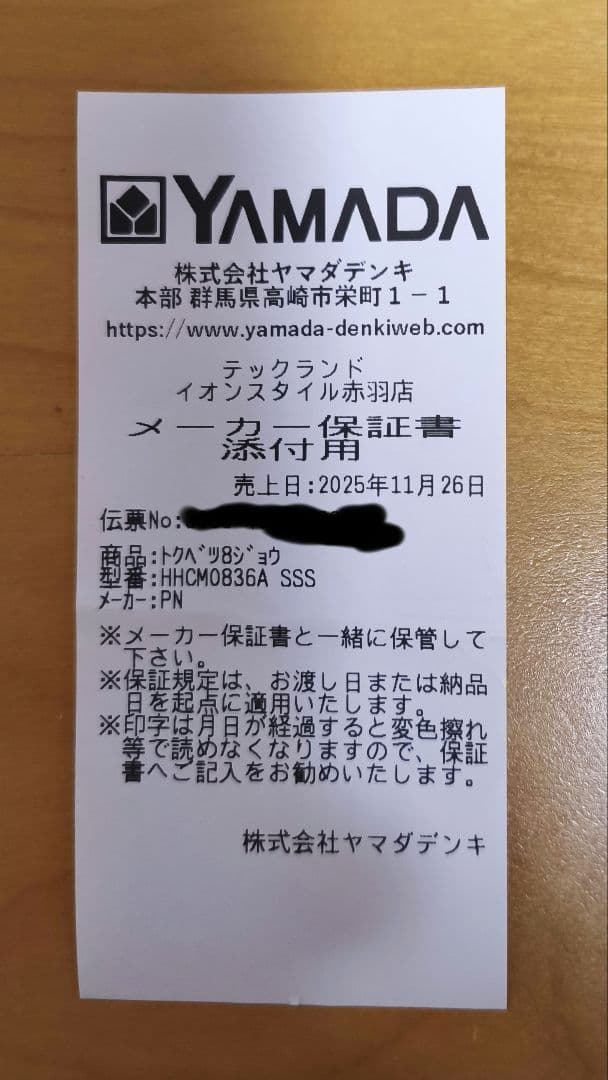 YAMADA
株式会社ヤマダデンキ
本部 群馬県高崎市栄町1-1
https://www.yamada-denkiweb.com
テックランド
イオンスタイル赤羽店
メーカー保証書
添付用
売上日:2025年11月26日
伝票No:
商品:ﾄｸﾍﾞﾂ8ｼﾞｮｳ
型番:HHCM0836A SSS
ﾒｰｶｰ:PN
※メーカー保証書と一緒に保管して
下さい。
※保証規定は、お渡し日または納品
日を起点に適用いたします。
※印字は月日が経過すると変色擦れ
等で読めなくなりますので、保証
書へご記入をお勧めいたします。
株式会社ヤマダデンキ